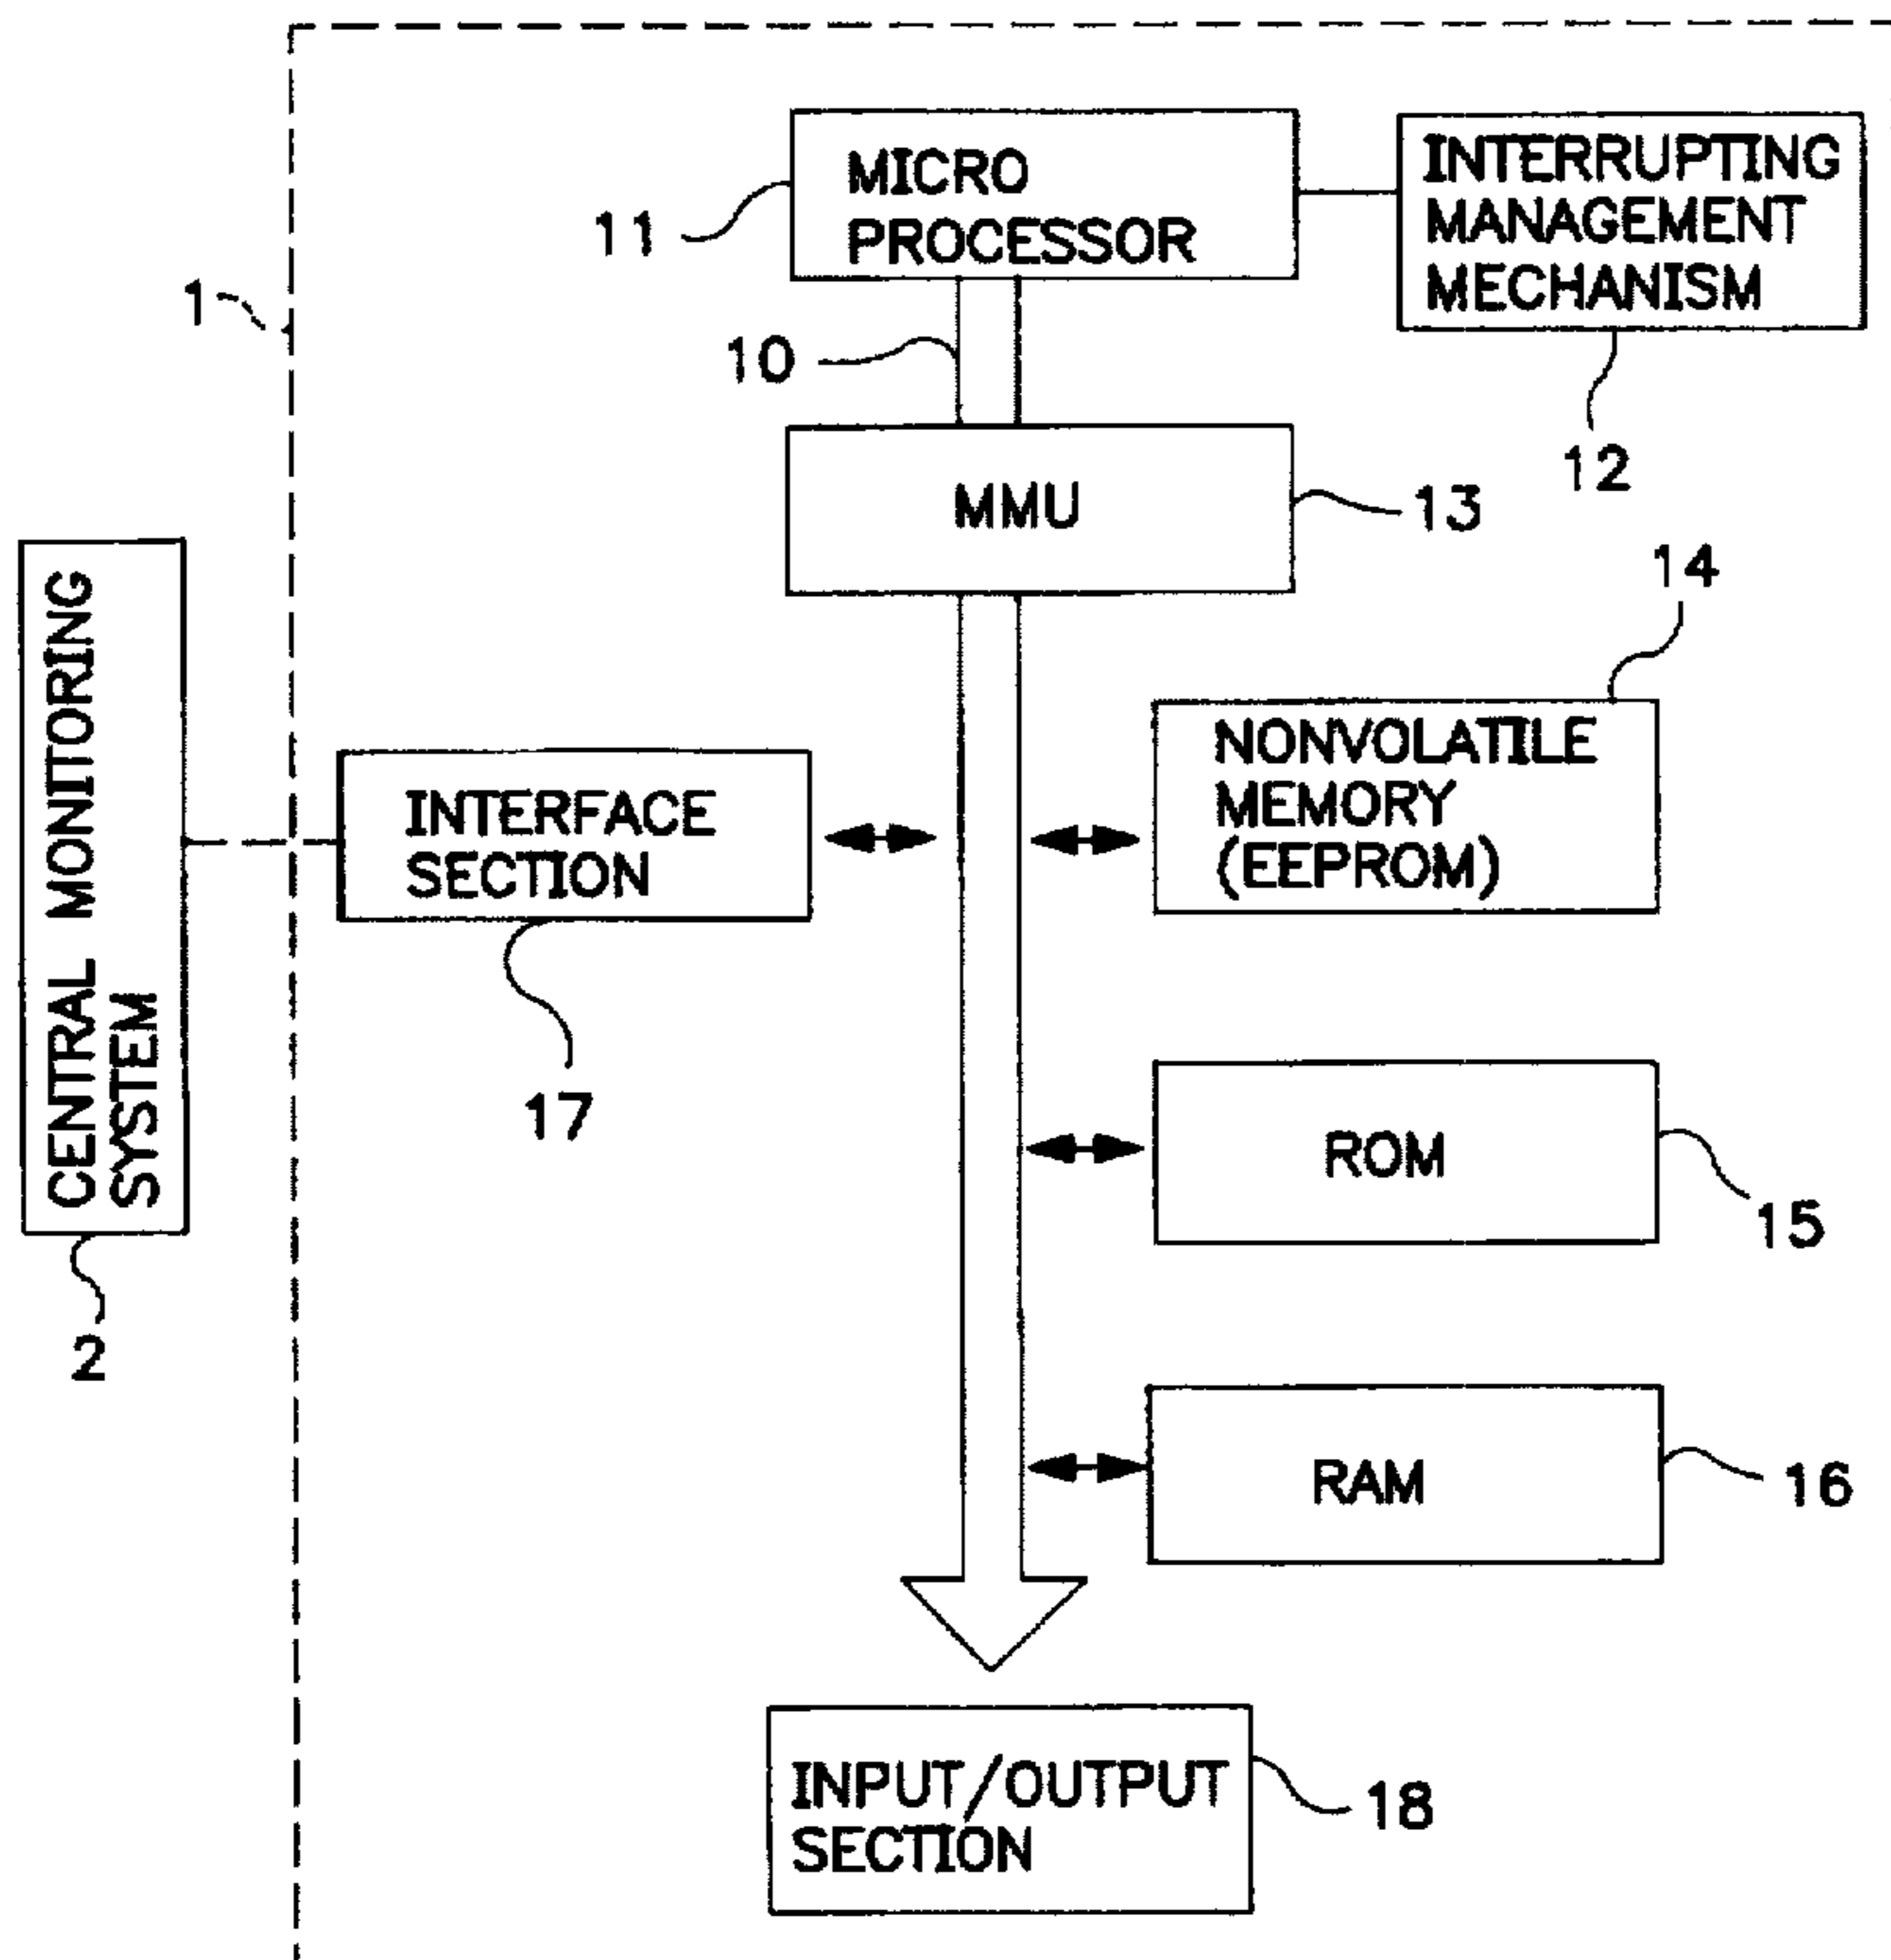 MICRO
PROCESSOR
11
INTERRUPTING
MANAGEMENT
MECHANISM
12
1
10
MMU
13
CENTRAL MONITORING
SYSTEM
2
INTERFACE
SECTION
17
14
NONVOLATILE
MEMORY
(EEPROM)
ROM
15
RAM
16
INPUT/OUTPUT
SECTION
18